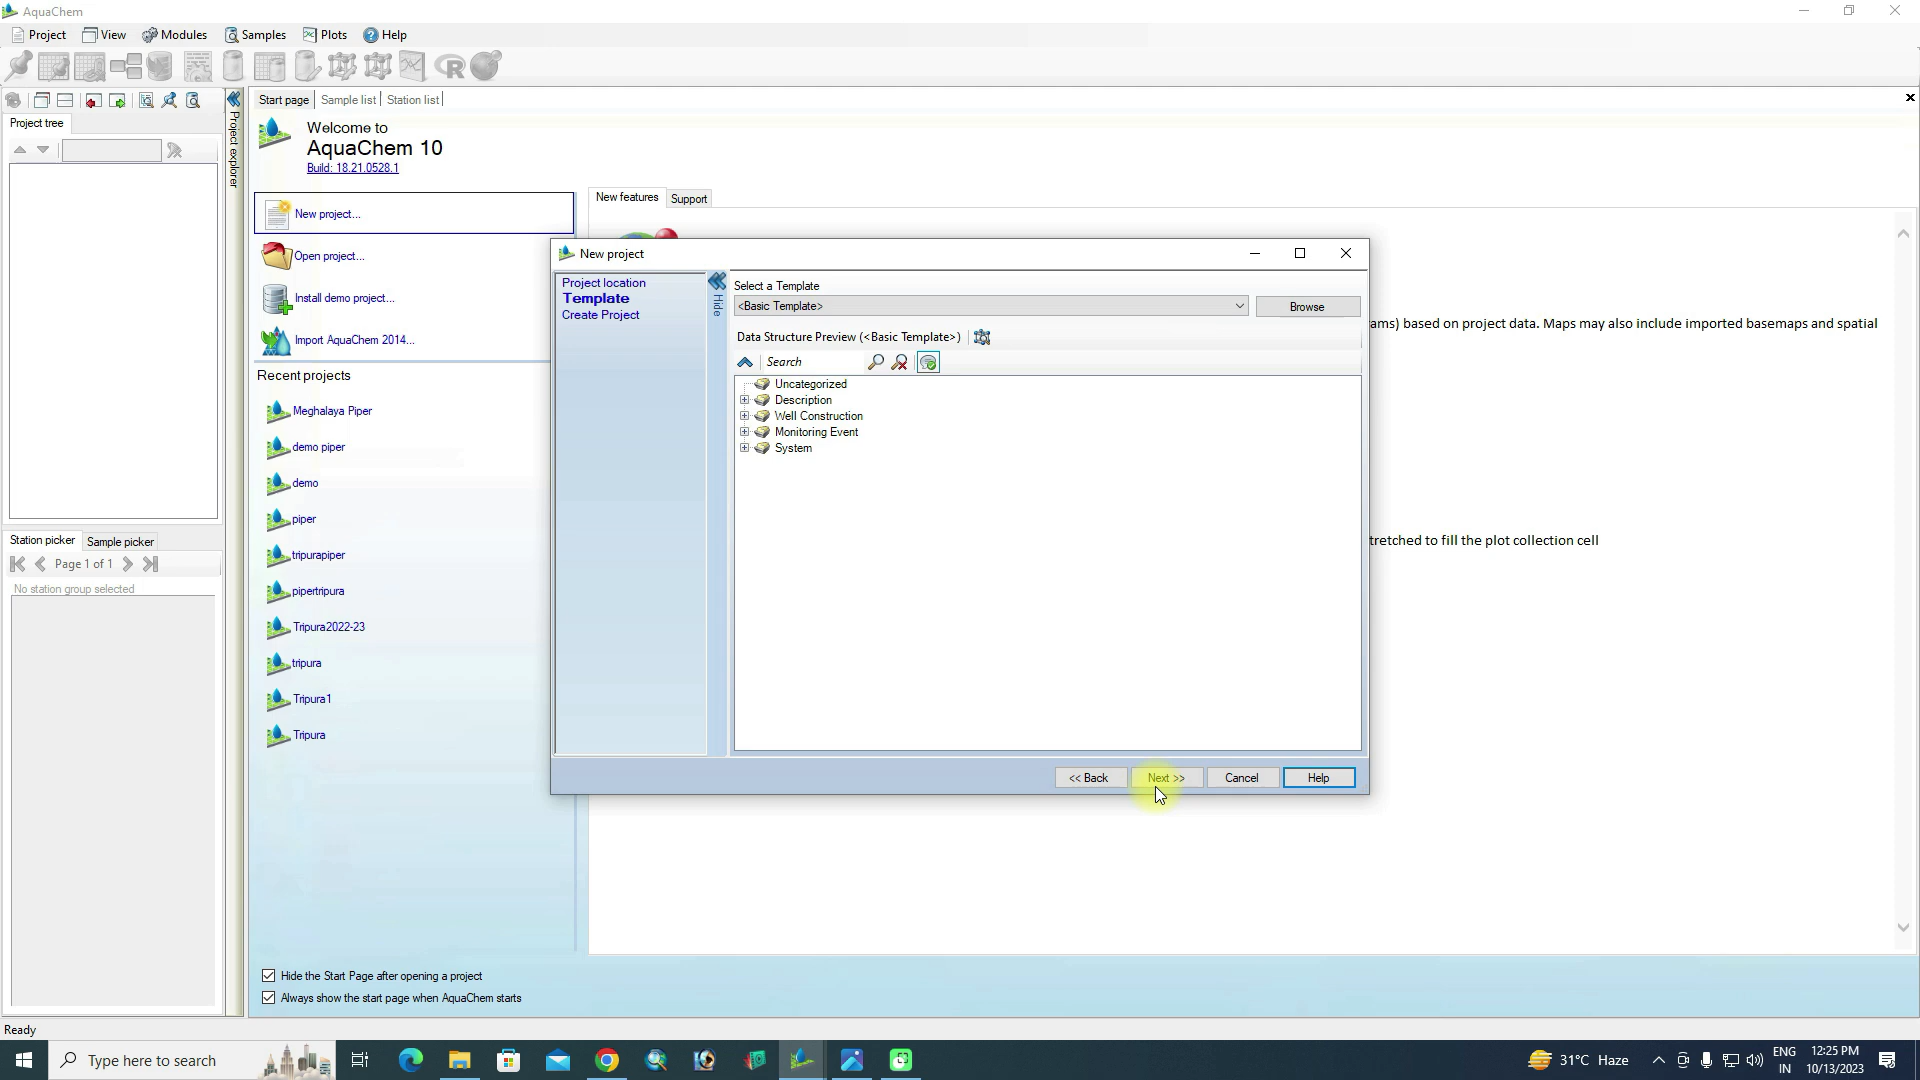 AquaChem
Project View Modules Samples Plots Help
Project tree
Project explorer
Start page Sample list Station list
Welcome to
AquaChem 10
Build: 18.21.0528.1
New project...
Open project...
Install demo project...
Import AquaChem 2014...
Recent projects
Meghalaya Piper
demo piper
demo
piper
tripurapiper
pipertripura
Tripura2022-23
tripura
Tripura1
Tripura
New features Support
ams) based on project data. Maps may also include imported basemaps and spatial
tretched to fill the plot collection cell
New project
Project location
Template
Create Project
Hide
Select a Template
<Basic Template>
Browse
Data Structure Preview (<Basic Template>)
Search
Uncategorized
Description
Well Construction
Monitoring Event
System
<< Back Next >> Cancel Help
Station picker Sample picker
Page 1 of 1
No station group selected
Hide the Start Page after opening a project
Always show the start page when AquaChem starts
Ready
Type here to search
31°C Haze
ENG
IN
12:25 PM
10/13/2023